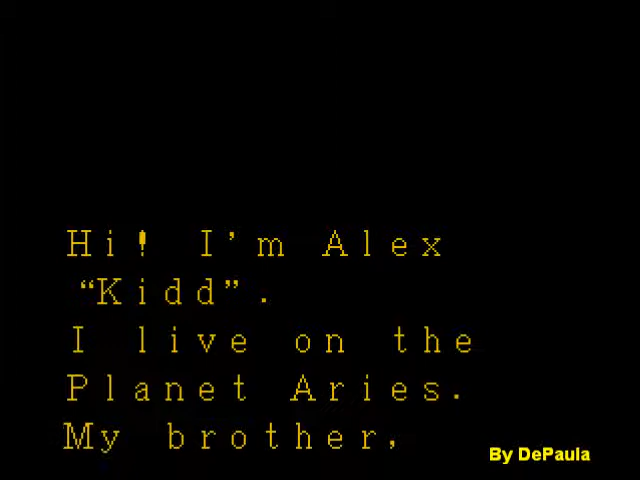 Hi! I’m Alex
“Kidd”.
I live on the
Planet Aries.
My brother,
By DePaula